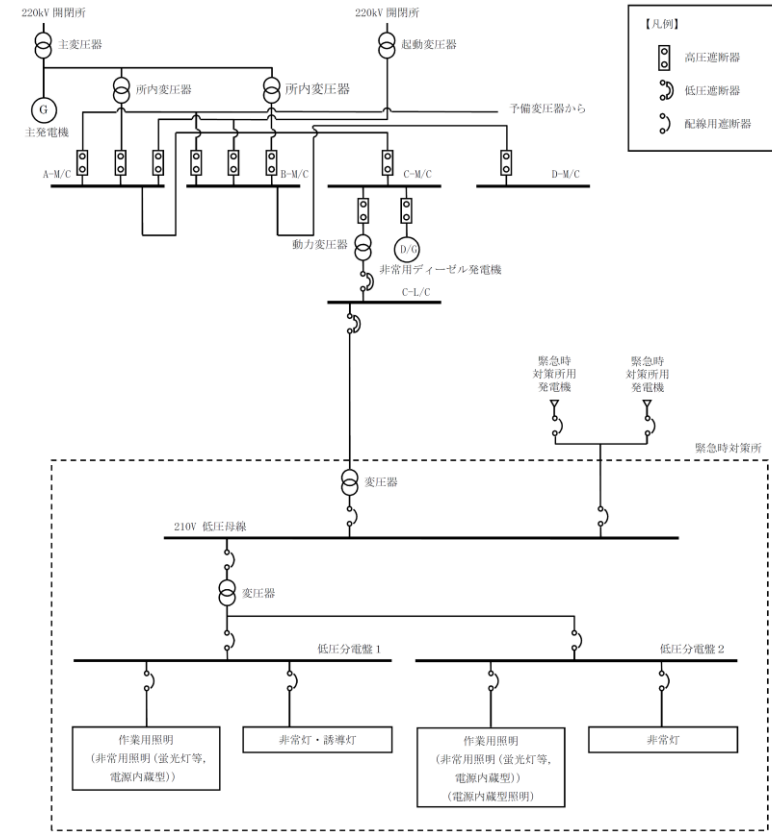 220kV 開閉所
220kV 開閉所
【凡例】
主変圧器
起動変圧器
高圧遮断器
所内変圧器
所内変圧器
低圧遮断器
G
予備変圧器から
主発電機
配線用遮断器
A-M/C
B-M/C
C-M/C
D-M/C
動力変圧器
D/G
非常用ディーゼル発電機
C-L/C
緊急時
対策所用
発電機
緊急時
対策所用
発電機
緊急時対策所
変圧器
210V 低圧母線
変圧器
低圧分電盤 1
低圧分電盤 2
作業用照明
(非常用照明(蛍光灯等,
電源内蔵型))
非常灯・誘導灯
作業用照明
(非常用照明(蛍光灯等,
電源内蔵型))
(電源内蔵型照明)
非常灯